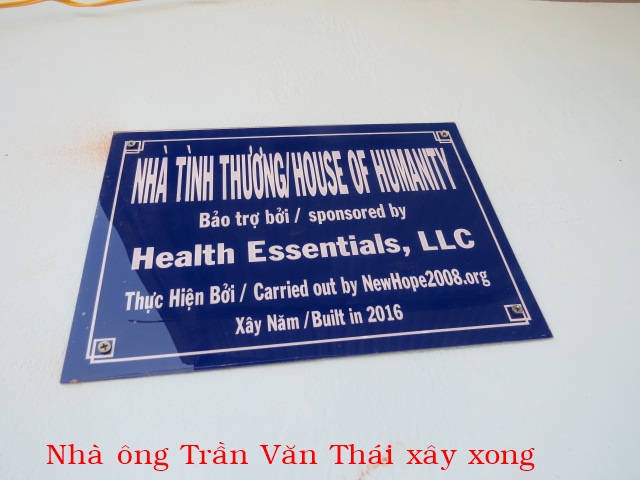 NHÀ TÌNH THƯƠNG/HOUSE OF HUMANITY
Bảo trợ bởi / sponsored by
Health Essentials, LLC
Thực Hiện Bởi / Carried out by NewHope2008.org
Xây Năm / Built in 2016
Nhà ông Trần Văn Thái xây xong